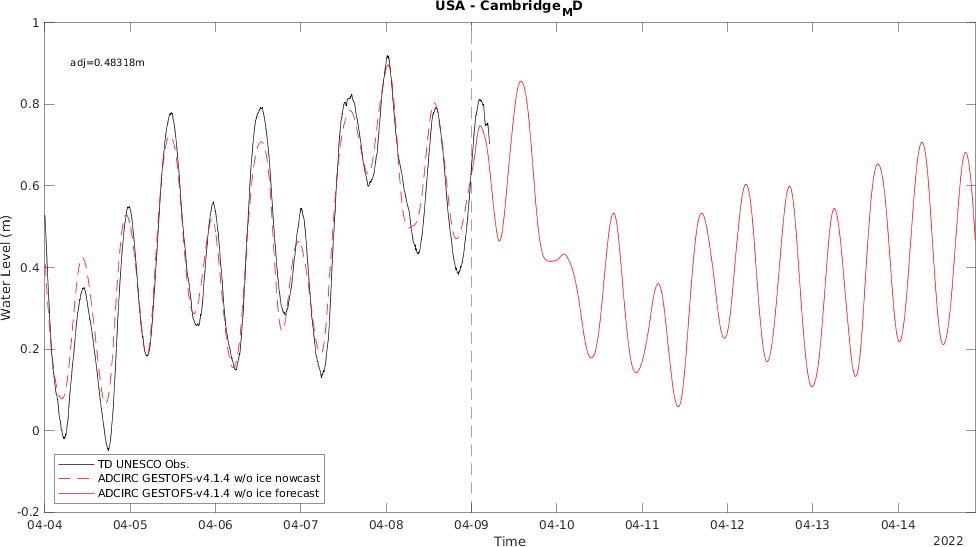 USA - Cambridge_MD
1
adj=0.48318m
0.8
0.6
Water Level (m)
0.4
0.2
0
TD UNESCO Obs.
ADCIRC GESTOFS-v4.1.4 w/o ice nowcast
ADCIRC GESTOFS-v4.1.4 w/o ice forecast
-0.2
04-04 04-05 04-06 04-07 04-08 04-09 04-10 04-11 04-12 04-13 04-14
Time
2022